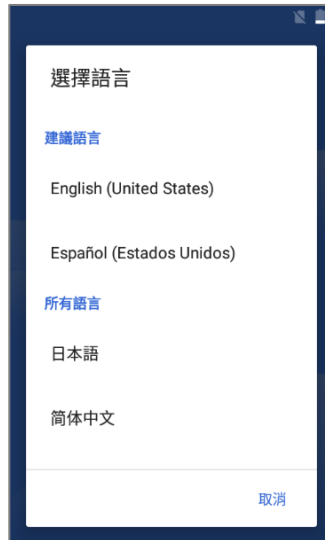 選擇語言
建議語言
English (United States)
Español (Estados Unidos)
所有語言
日本語
简体中文
取消